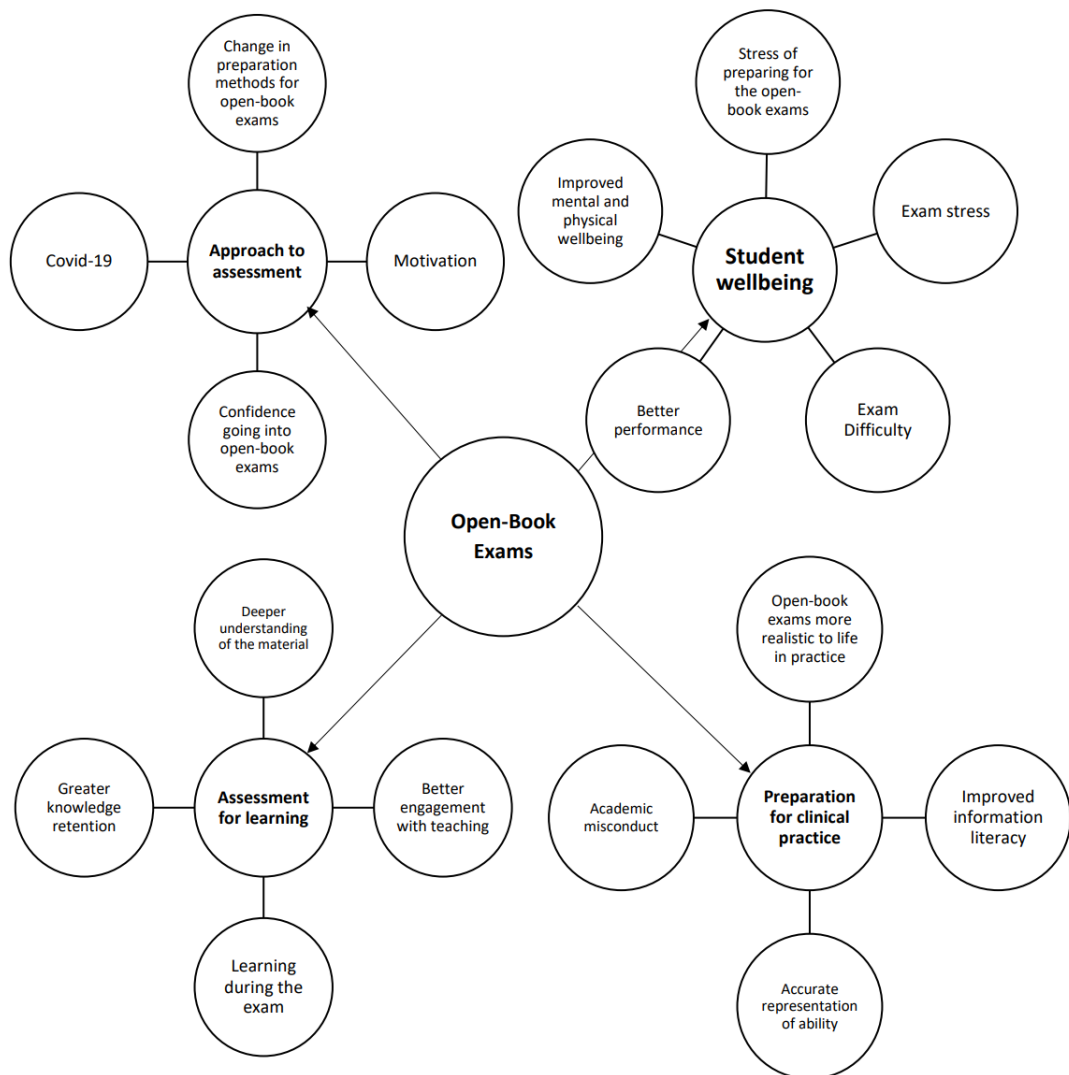 Change in
preparation
methods for
open-book
exams
Covid-19
Approach to
assessment
Motivation
Confidence
going into
open-book
exams
Stress of
preparing for
the open-
book exams
Improved
mental and
physical
wellbeing
Student
wellbeing
Exam stress
Better
performance
Exam
Difficulty
Open-Book
Exams
Deeper
understanding
of the material
Greater
knowledge
retention
Assessment
for learning
Better
engagement
with teaching
Learning
during the
exam
Open-book
exams more
realistic to life
in practice
Academic
misconduct
Preparation
for clinical
practice
Improved
information
literacy
Accurate
representation
of ability